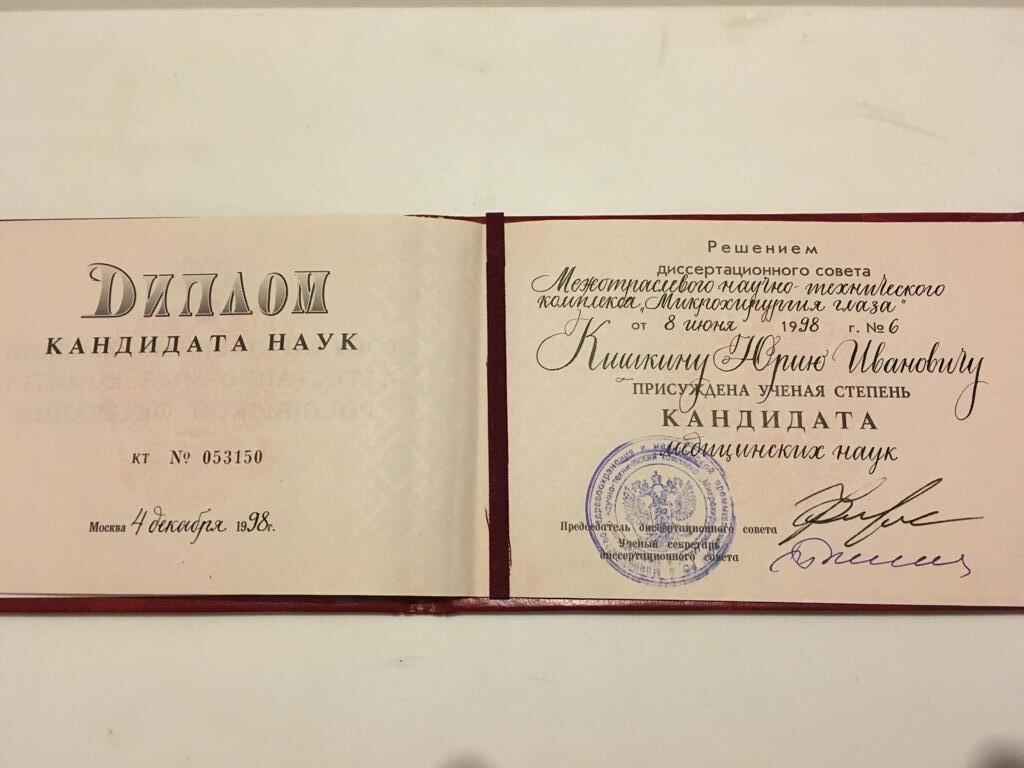 Диплом
КАНДИДАТА НАУК
КТ № 053150
Москва 4 декабря 1998г.
Решением
диссертационного совета
Межотраслевого научно-технического
комплекса „Микрохирургия глаза"
от 8 июня 1998 г. № 6
Кишкину Юрию Ивановичу
ПРИСУЖДЕНА УЧЕНАЯ СТЕПЕНЬ
КАНДИДАТА
медицинских наук
Председатель диссертационного совета
Ученый секретарь
диссертационного совета